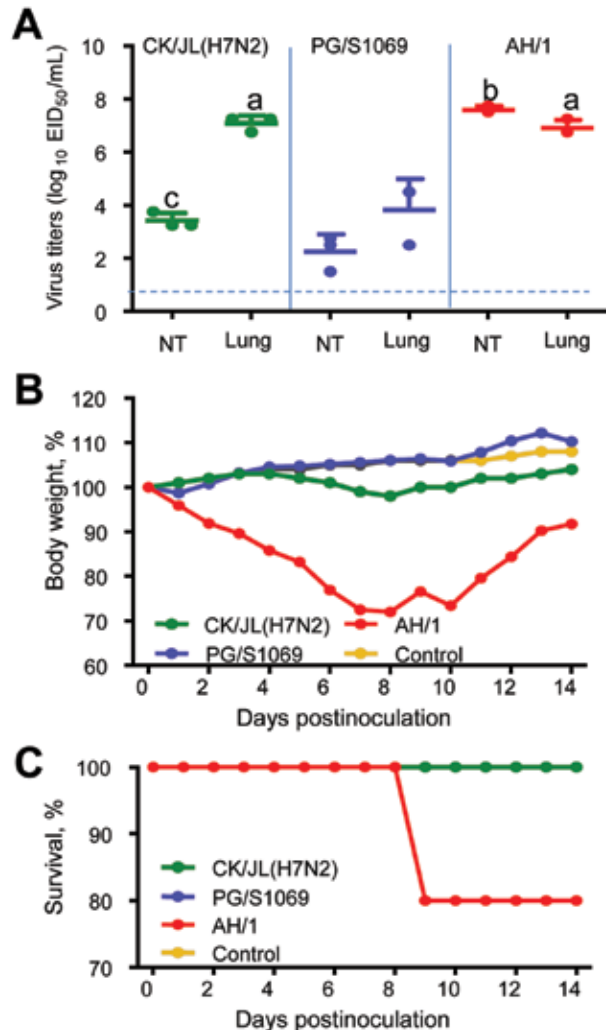 A
CK/JL(H7N2) PG/S1069 AH/1
Virus titers (log10 EID50/mL)
10
8
6
4
2
0
c a b a
NT Lung NT Lung NT Lung
B
Body weight, %
120
110
100
90
80
70
60
CK/JL(H7N2) AH/1
PG/S1069 Control
0 2 4 6 8 10 12 14
Days postinoculation
C
Survival, %
100
90
80
70
CK/JL(H7N2)
PG/S1069
AH/1
Control
0 2 4 6 8 10 12 14
Days postinoculation